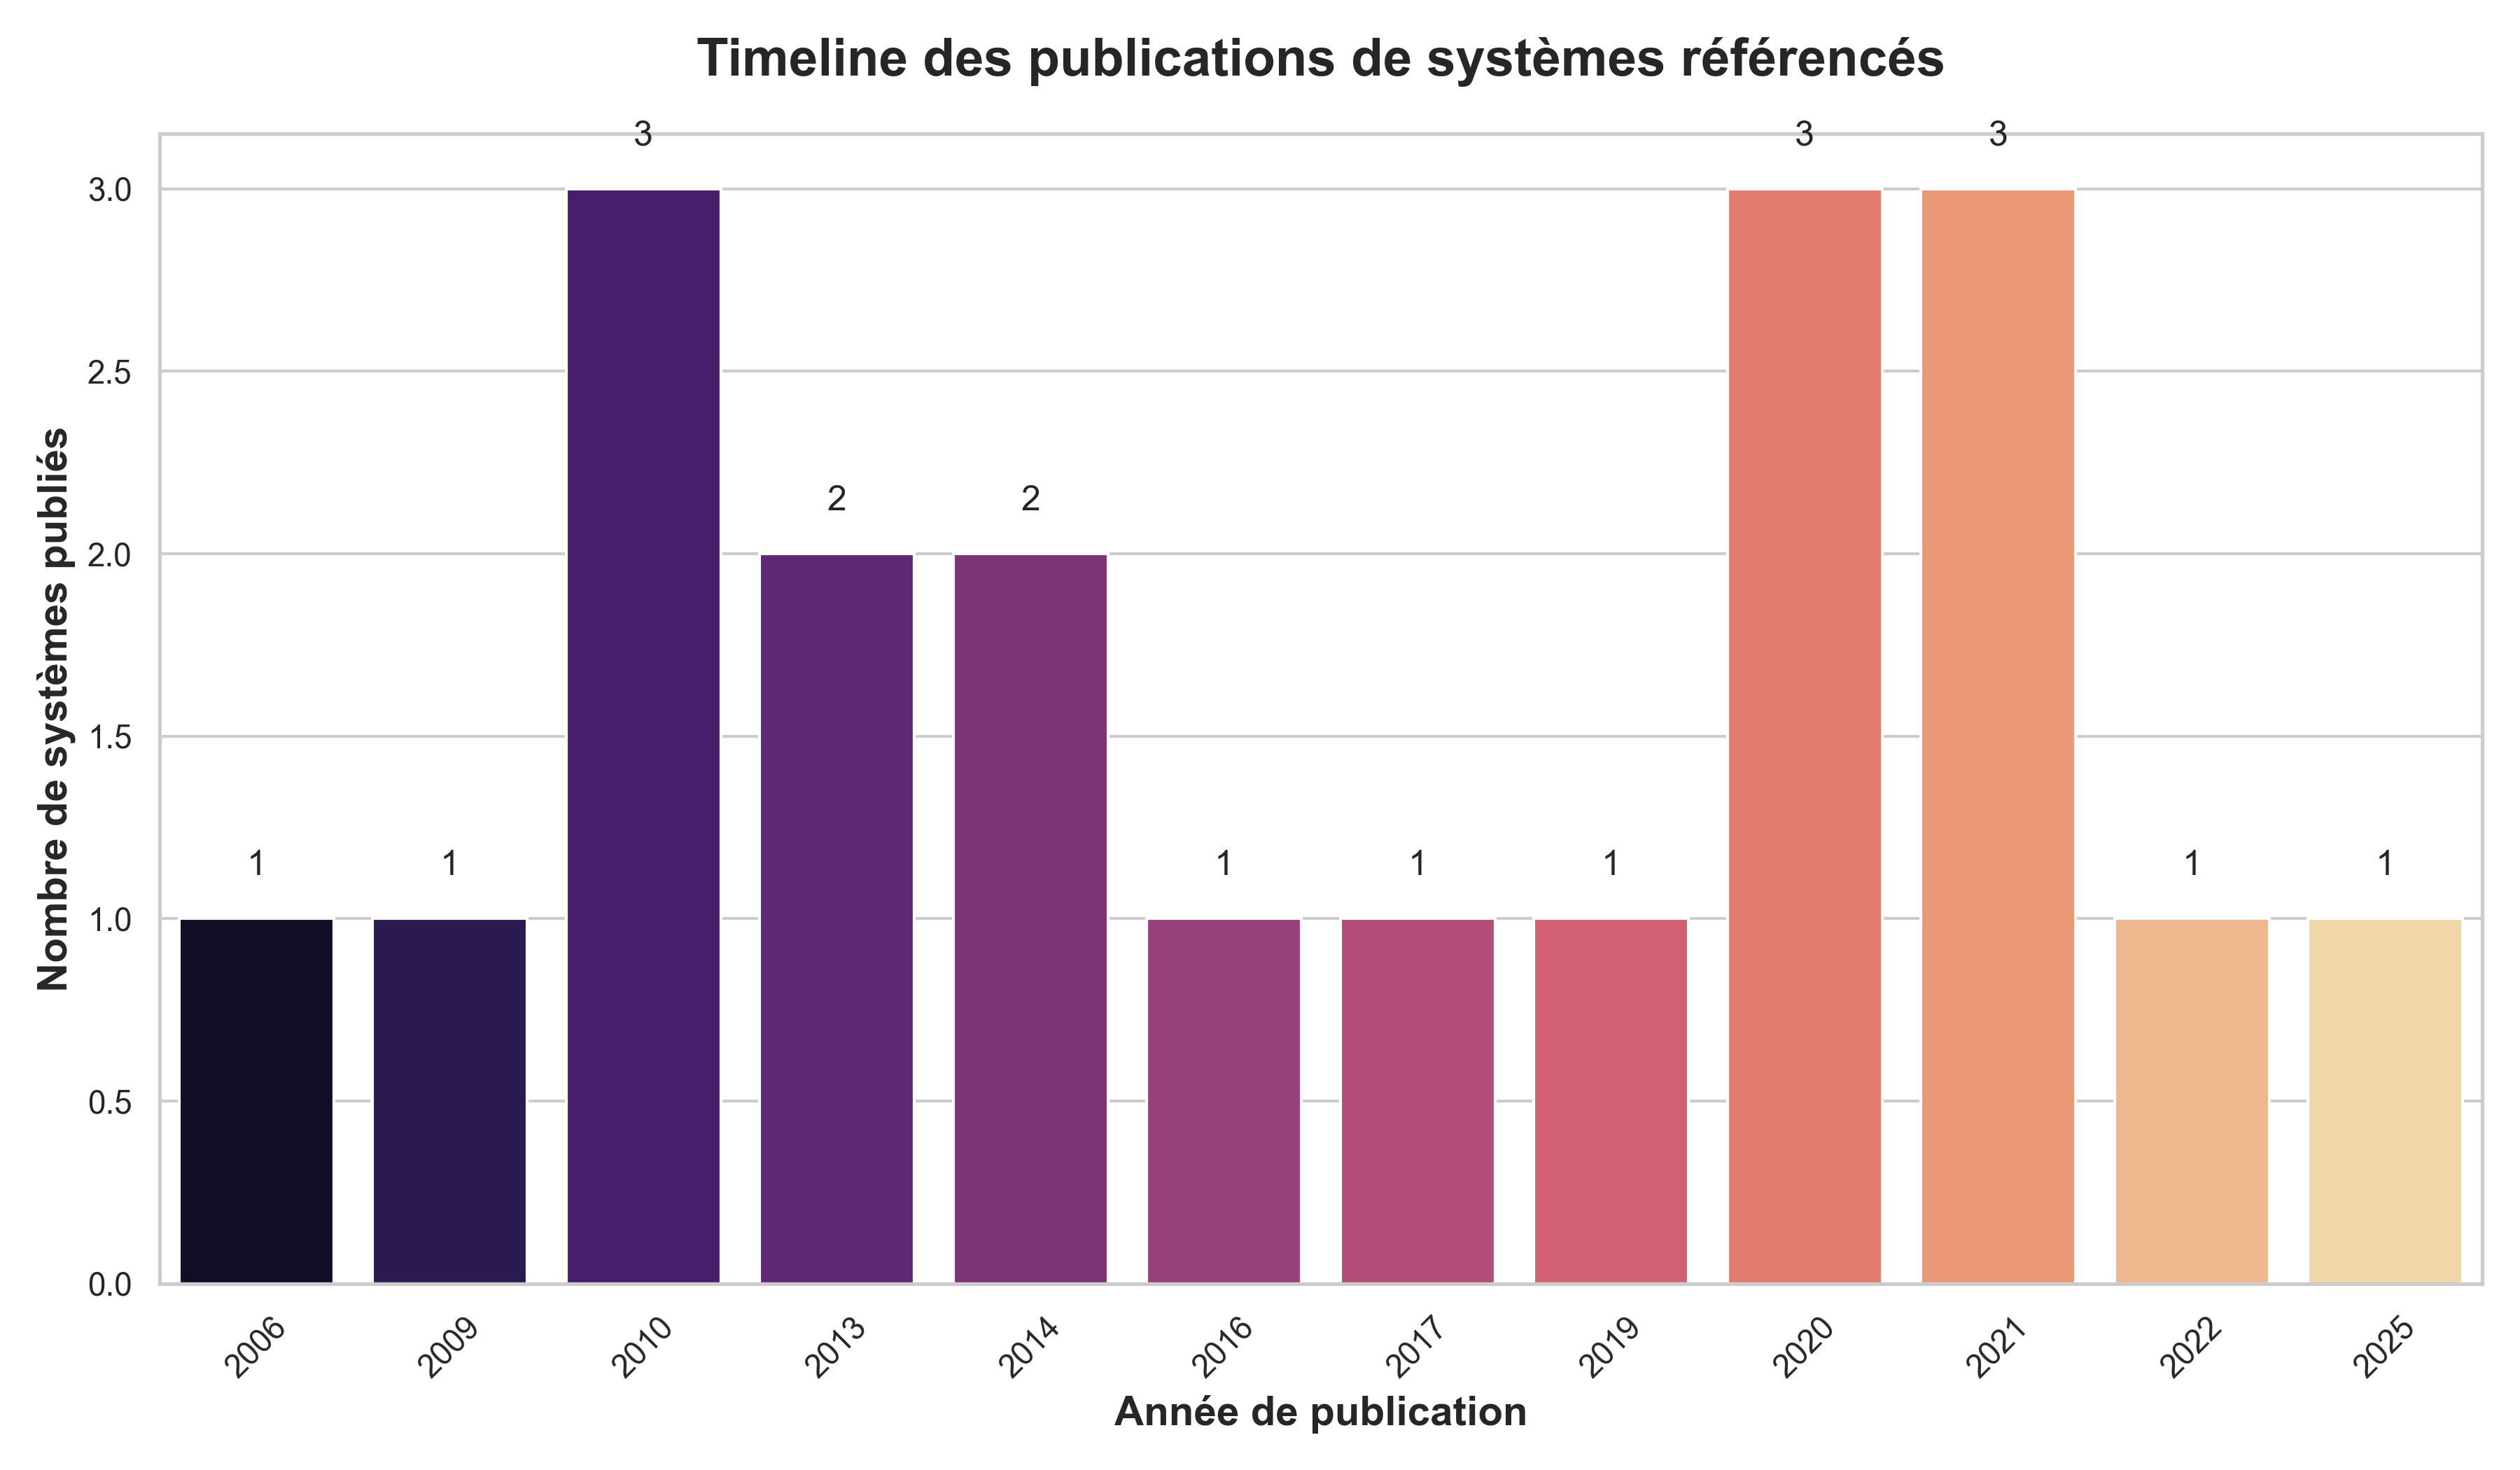 Timeline des publications de systèmes référencés
3 3 3
3.0
2.5
2 2
2.0
1.5
1 1 1 1 1 1 1
1.0
0.5
0.0
Nombre de systèmes publiés
2006 2009 2010 2013 2014 2016 2017 2019 2020 2021 2022 2025
Année de publication